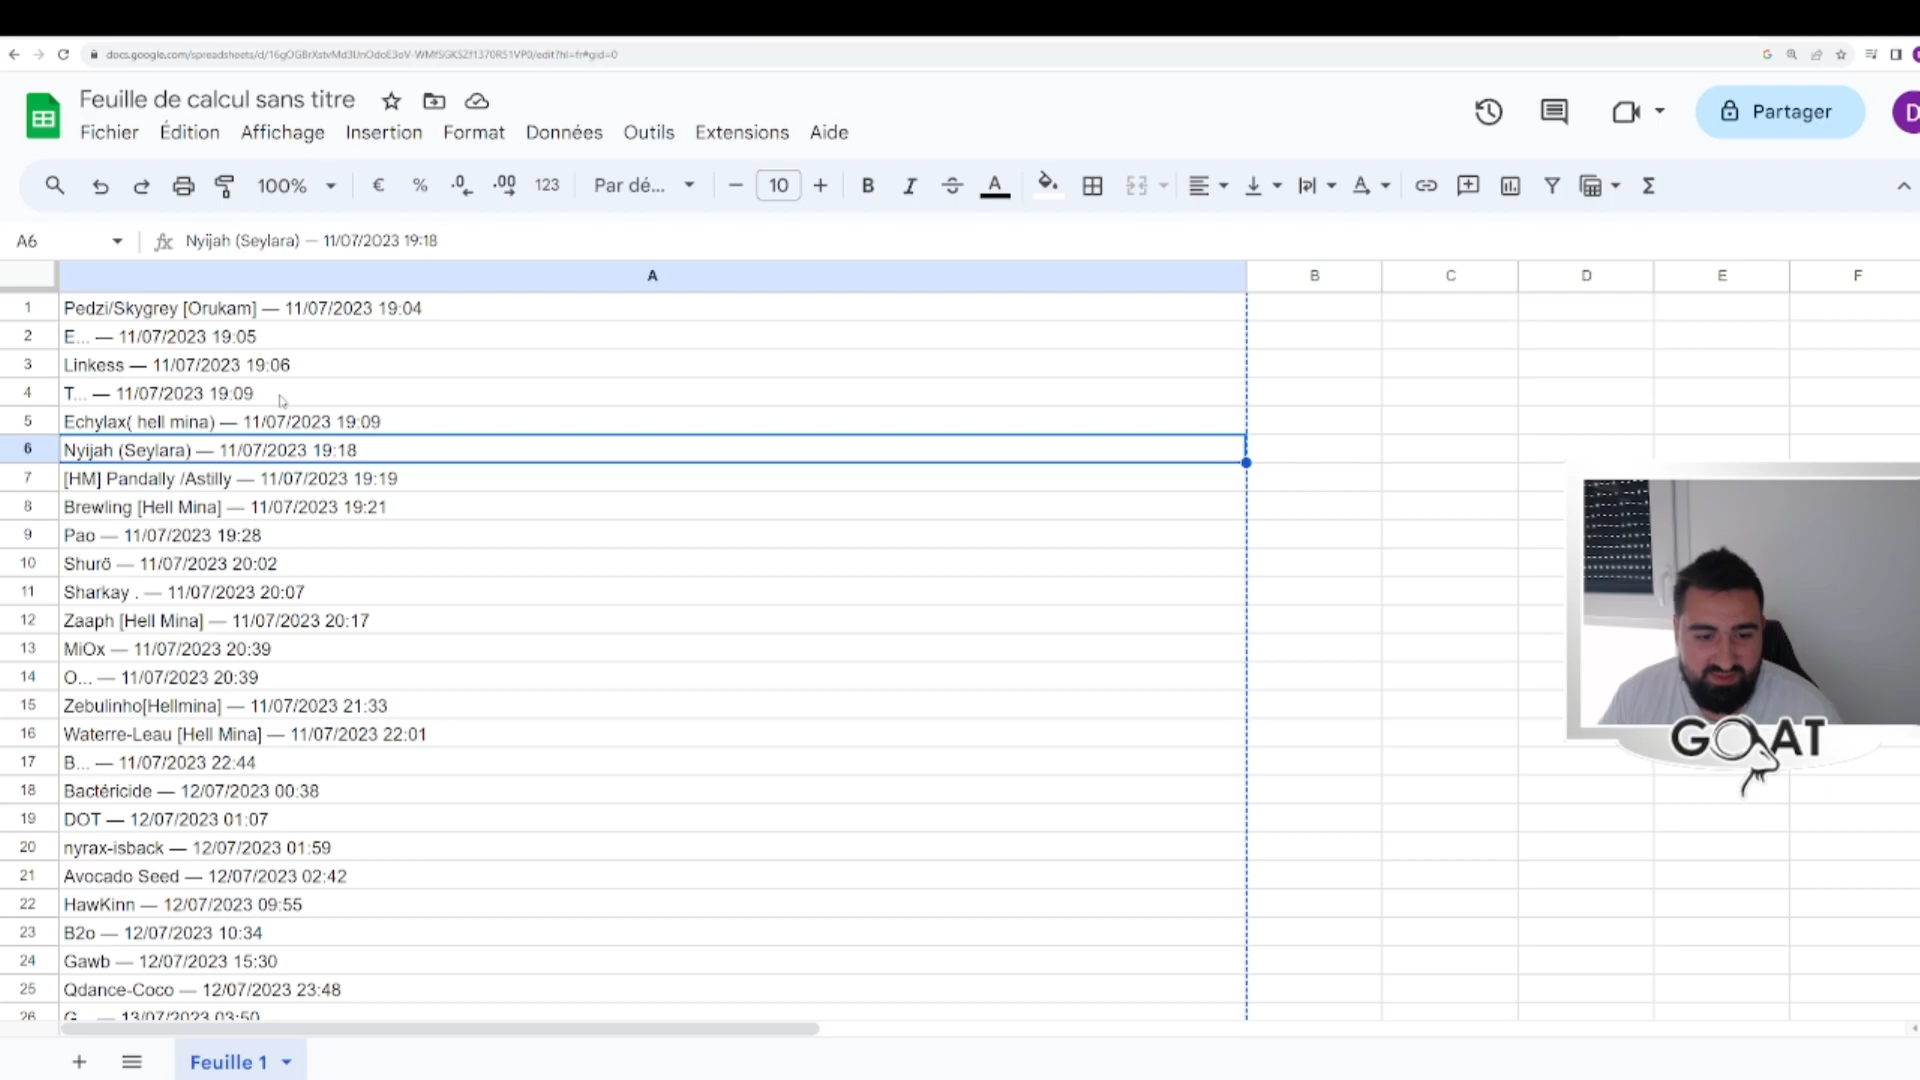 docs.google.com/spreadsheets/d/
Feuille de calcul sans titre
Fichier Édition Affichage Insertion Format Données Outils Extensions Aide
Partager
D
100% € % .0 .00 123 Par dé... 10 B I S A
A6 fx Nyijah (Seylara) — 11/07/2023 19:18
A B C D E F
1 Pedzi/Skygrey [Orukam] — 11/07/2023 19:04
2 E... — 11/07/2023 19:05
3 Linkess — 11/07/2023 19:06
4 T... — 11/07/2023 19:09
5 Echylax( hell mina) — 11/07/2023 19:09
6 Nyijah (Seylara) — 11/07/2023 19:18
7 [HM] Pandally /Astilly — 11/07/2023 19:19
8 Brewling [Hell Mina] — 11/07/2023 19:21
9 Pao — 11/07/2023 19:28
10 Shurö — 11/07/2023 20:02
11 Sharkay . — 11/07/2023 20:07
12 Zaaph [Hell Mina] — 11/07/2023 20:17
13 MiOx — 11/07/2023 20:39
14 O... — 11/07/2023 20:39
15 Zebulinho[Hellmina] — 11/07/2023 21:33
16 Waterre-Leau [Hell Mina] — 11/07/2023 22:01
17 B... — 11/07/2023 22:44
18 Bactéricide — 12/07/2023 00:38
19 DOT — 12/07/2023 01:07
20 nyrax-isback — 12/07/2023 01:59
21 Avocado Seed — 12/07/2023 02:42
22 HawKinn — 12/07/2023 09:55
23 B2o — 12/07/2023 10:34
24 Gawb — 12/07/2023 15:30
25 Qdance-Coco — 12/07/2023 23:48
26 G... — 13/07/2023 03:50
GOAT
Feuille 1